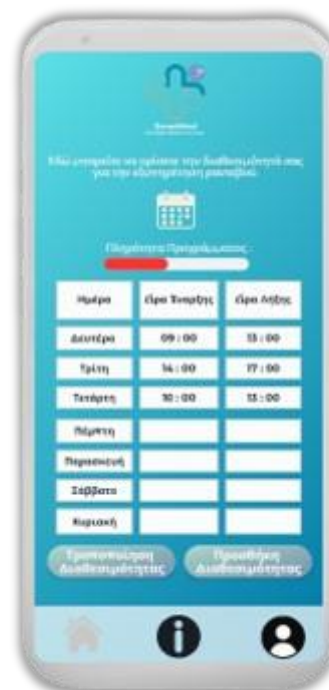 Εδώ μπορείτε να ορίσετε την διαθεσιμότητά σας
για την εξυπηρέτηση ραντεβού
Πληρότητα Προγράμματος :
Ημέρα Ώρα Έναρξης Ώρα Λήξης
Δευτέρα 09 : 00 13 : 00
Τρίτη 14 : 00 17 : 00
Τετάρτη 10 : 00 13 : 00
Πέμπτη
Παρασκευή
Σάββατο
Κυριακή
Τροποποίηση
Διαθεσιμότητας
Προσθήκη
Διαθεσιμότητας